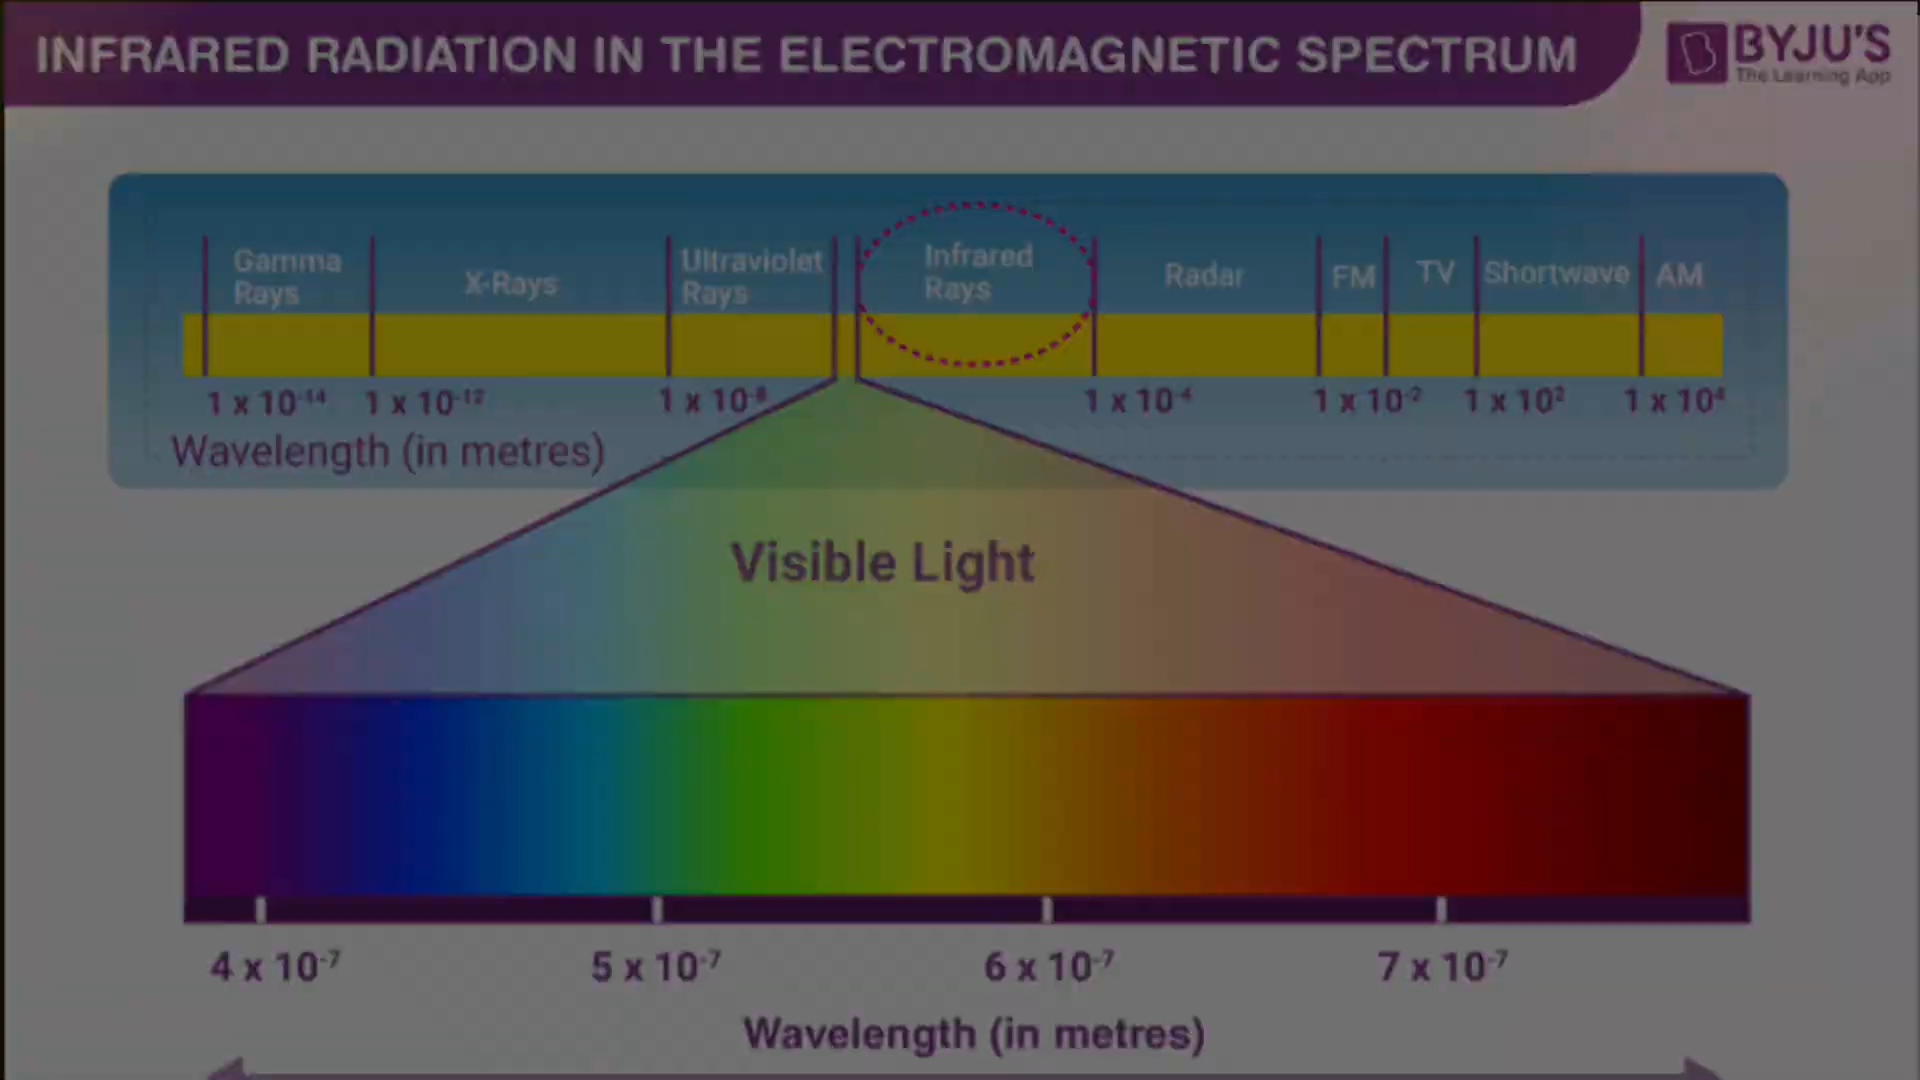 INFRARED RADIATION IN THE ELECTROMAGNETIC SPECTRUM
BYJU'S
The Learning App
Gamma
Rays
X-Rays
Ultraviolet
Rays
Infrared
Rays
Radar
FM
TV
Shortwave
AM
1 x 10⁻¹⁴
1 x 10⁻¹²
1 x 10⁻⁸
1 x 10⁻⁴
1 x 10⁻²
1 x 10²
1 x 10⁴
Wavelength (in metres)
Visible Light
4 x 10⁻⁷
5 x 10⁻⁷
6 x 10⁻⁷
7 x 10⁻⁷
Wavelength (in metres)